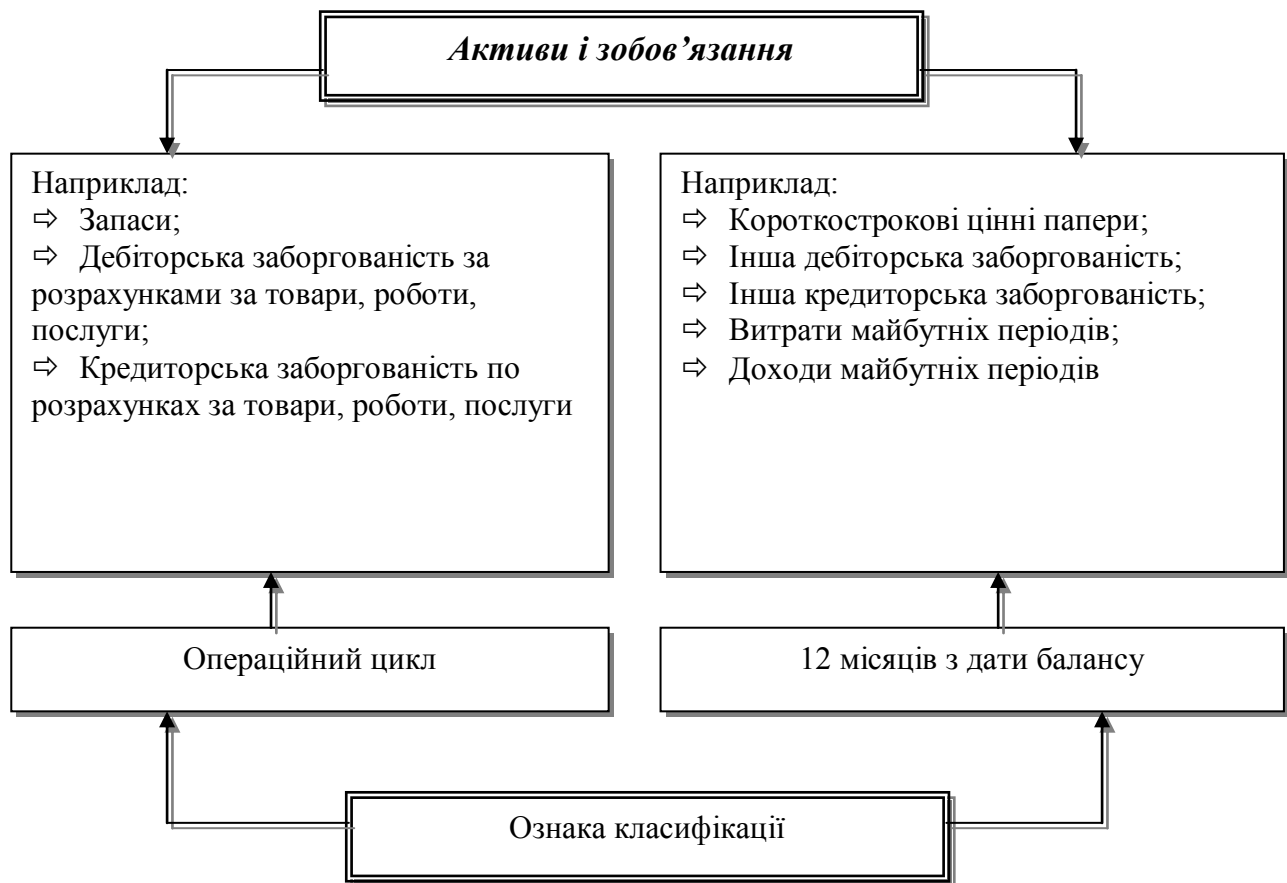 Активи і зобов’язання
Наприклад:
⇨ Запаси;
⇨ Дебіторська заборгованість за
розрахунками за товари, роботи,
послуги;
⇨ Кредиторська заборгованість по
розрахунках за товари, роботи, послуги
Наприклад:
⇨ Короткострокові цінні папери;
⇨ Інша дебіторська заборгованість;
⇨ Інша кредиторська заборгованість;
⇨ Витрати майбутніх періодів;
⇨ Доходи майбутніх періодів
Операційний цикл
12 місяців з дати балансу
Ознака класифікації